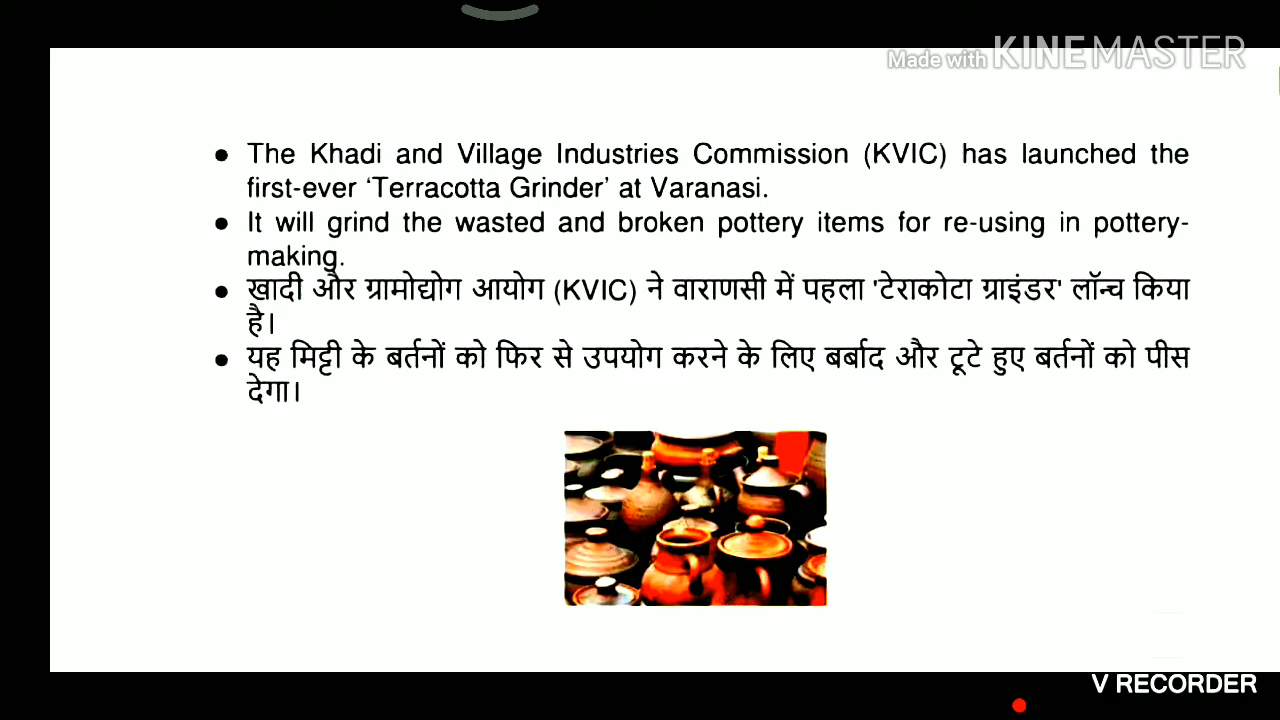 Made with KINEMASTER
● The Khadi and Village Industries Commission (KVIC) has launched the
first-ever ‘Terracotta Grinder’ at Varanasi.
● It will grind the wasted and broken pottery items for re-using in pottery-
making.
● खादी और ग्रामोद्योग आयोग (KVIC) ने वाराणसी में पहला 'टेराकोटा ग्राइंडर' लॉन्च किया
है।
● यह मिट्टी के बर्तनों को फिर से उपयोग करने के लिए बर्बाद और टूटे हुए बर्तनों को पीस
देगा।
V RECORDER